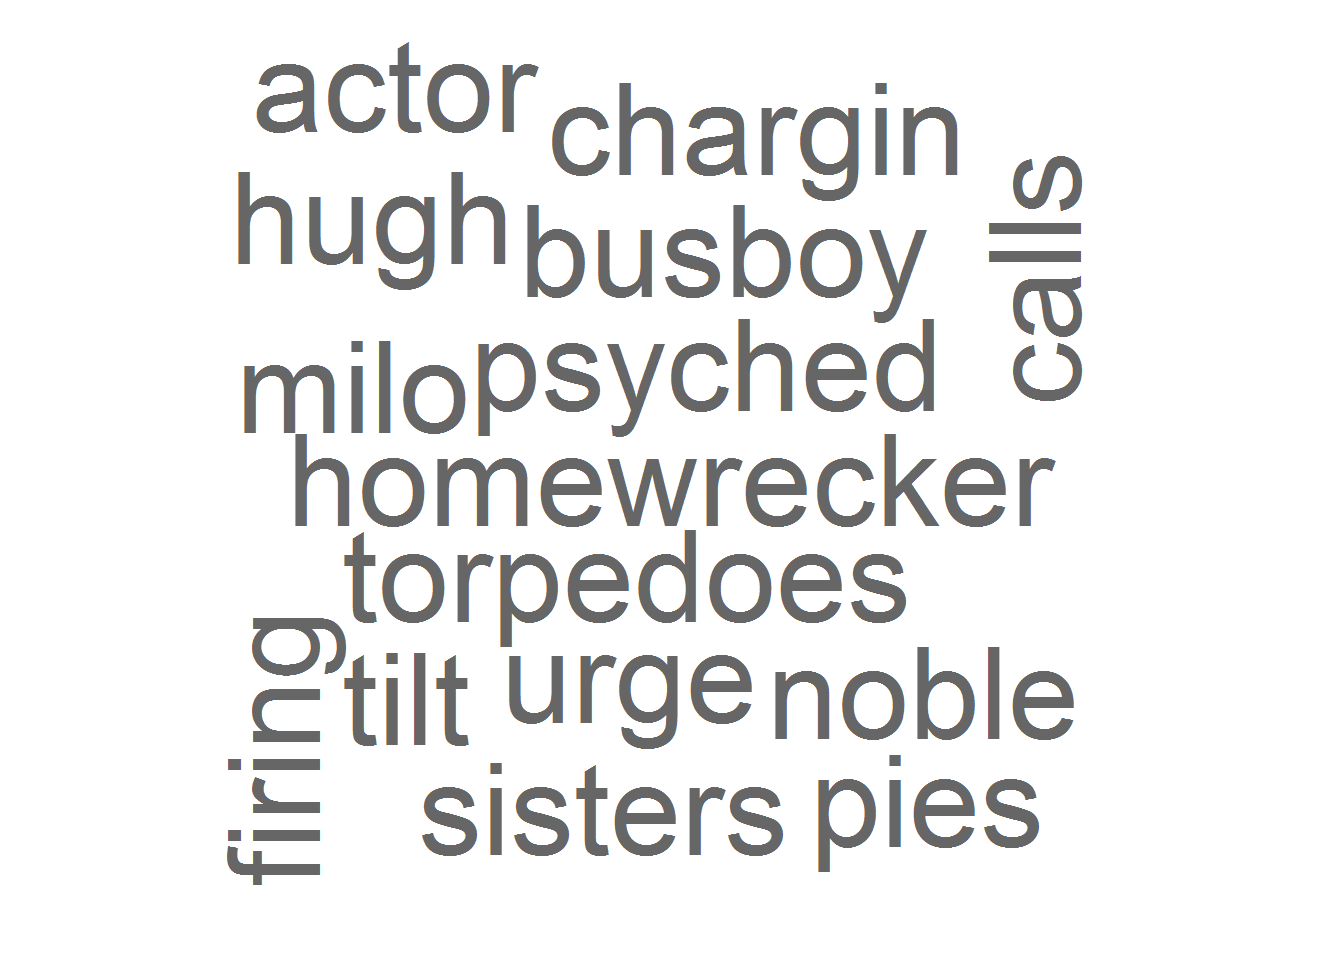 actor
chargin
calls
hugh
busboy
milo
psyched
homewrecker
torpedoes
firing
tilt
urge
noble
sisters
pies